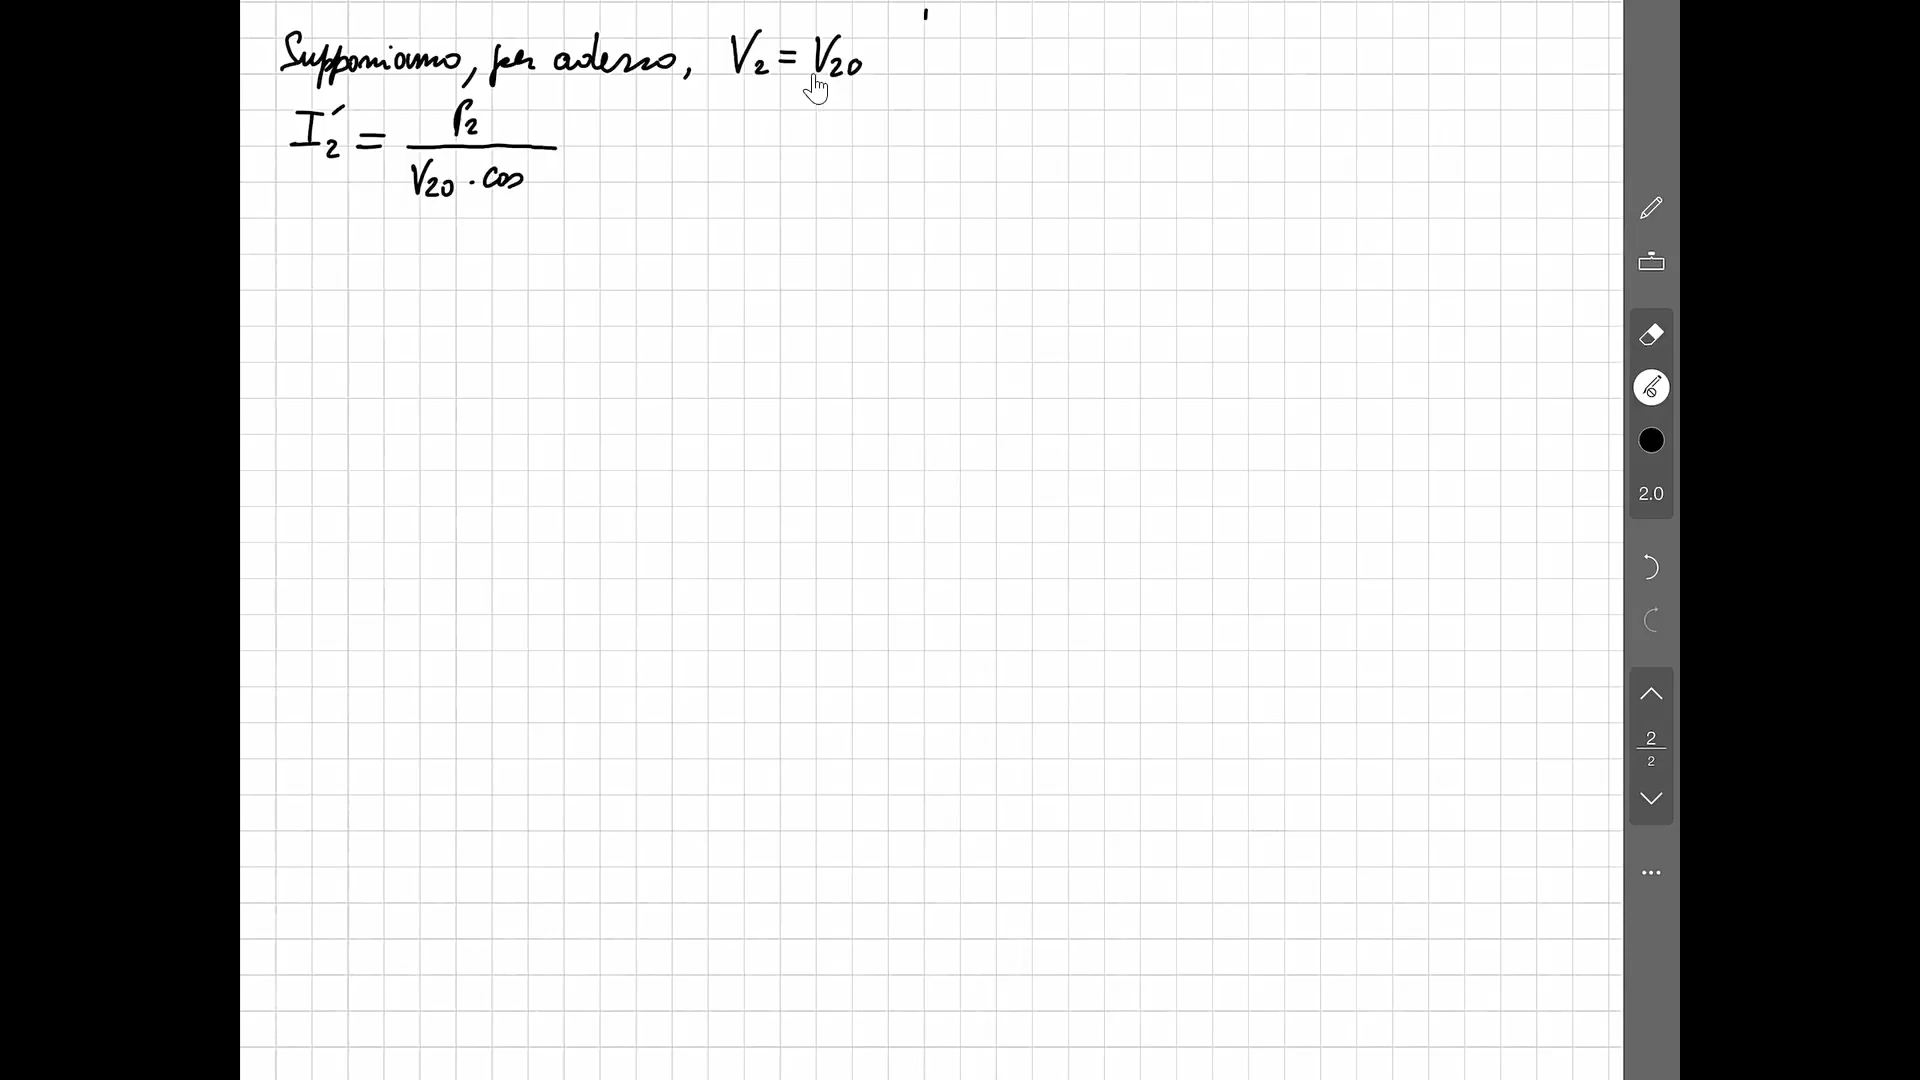 Supponiamo, per adesso, V₂ = V₂₀
I₂' = P₂ / (V₂₀ · cos
2.0
2
2